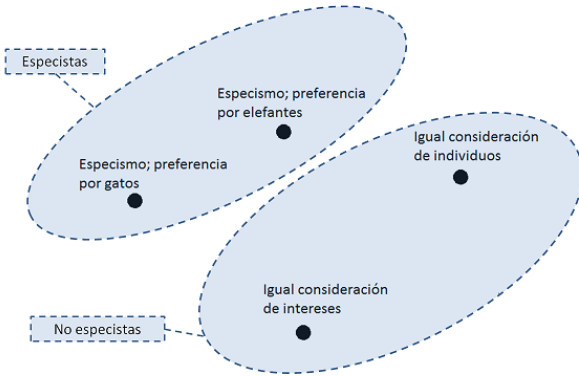 Especistas
Especismo; preferencia
por elefantes
Igual consideración
de individuos
Especismo; preferencia
por gatos
Igual consideración
de intereses
No especistas